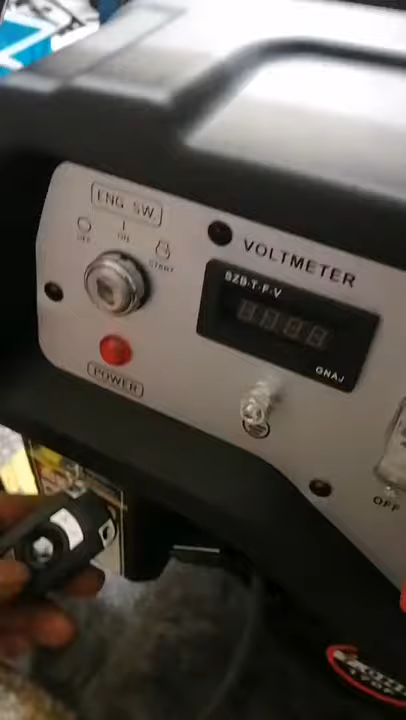 ENG SW.
OFF
ON
START
VOLTMETER
SZB-T-F-V
GNAJ
POWER
OFF